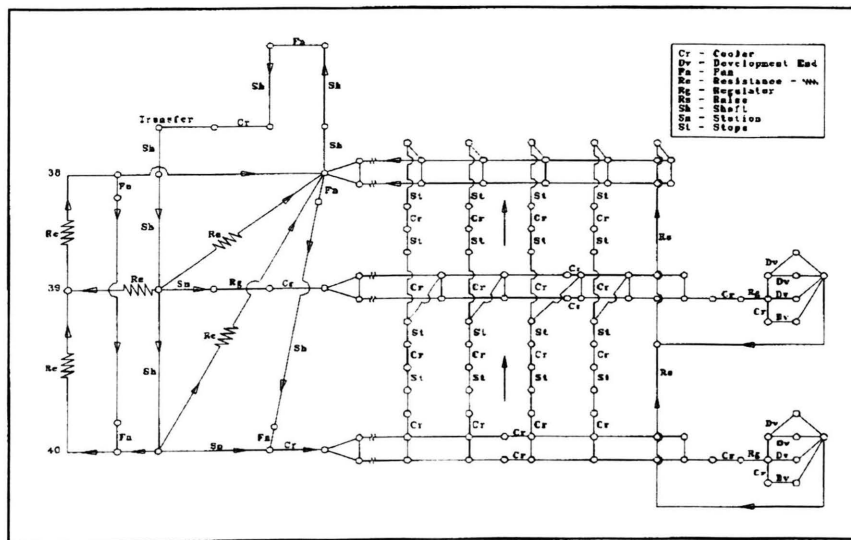 Cr - Cooler
Dv - Development End
Fn - Fan
Re - Resistance -
Rg - Regulator
Rs - Raise
Sh - Shaft
Sn - Station
St - Stope
Fn
Sh
Sh
Transfer
Cr
Sh
Sh
38
Fn
Fn
St
St
St
St
Cr
Cr
Cr
Cr
St
St
St
St
Sh
Re
Re
Rs
39
Re
Sn
Rg
Cr
Cr
Cr
Cr
Cr
Cr
Cr
Cr
Rg
Dv
Dv
Dv
Dv
Cr
Re
Sh
Re
Sh
St
St
St
St
Cr
Cr
Cr
Cr
St
St
St
St
Rs
Cr
Cr
Cr
Cr
40
Fn
Sn
Fn
Cr
Cr
Cr
Cr
Rg
Dv
Dv
Dv
Dv
Cr